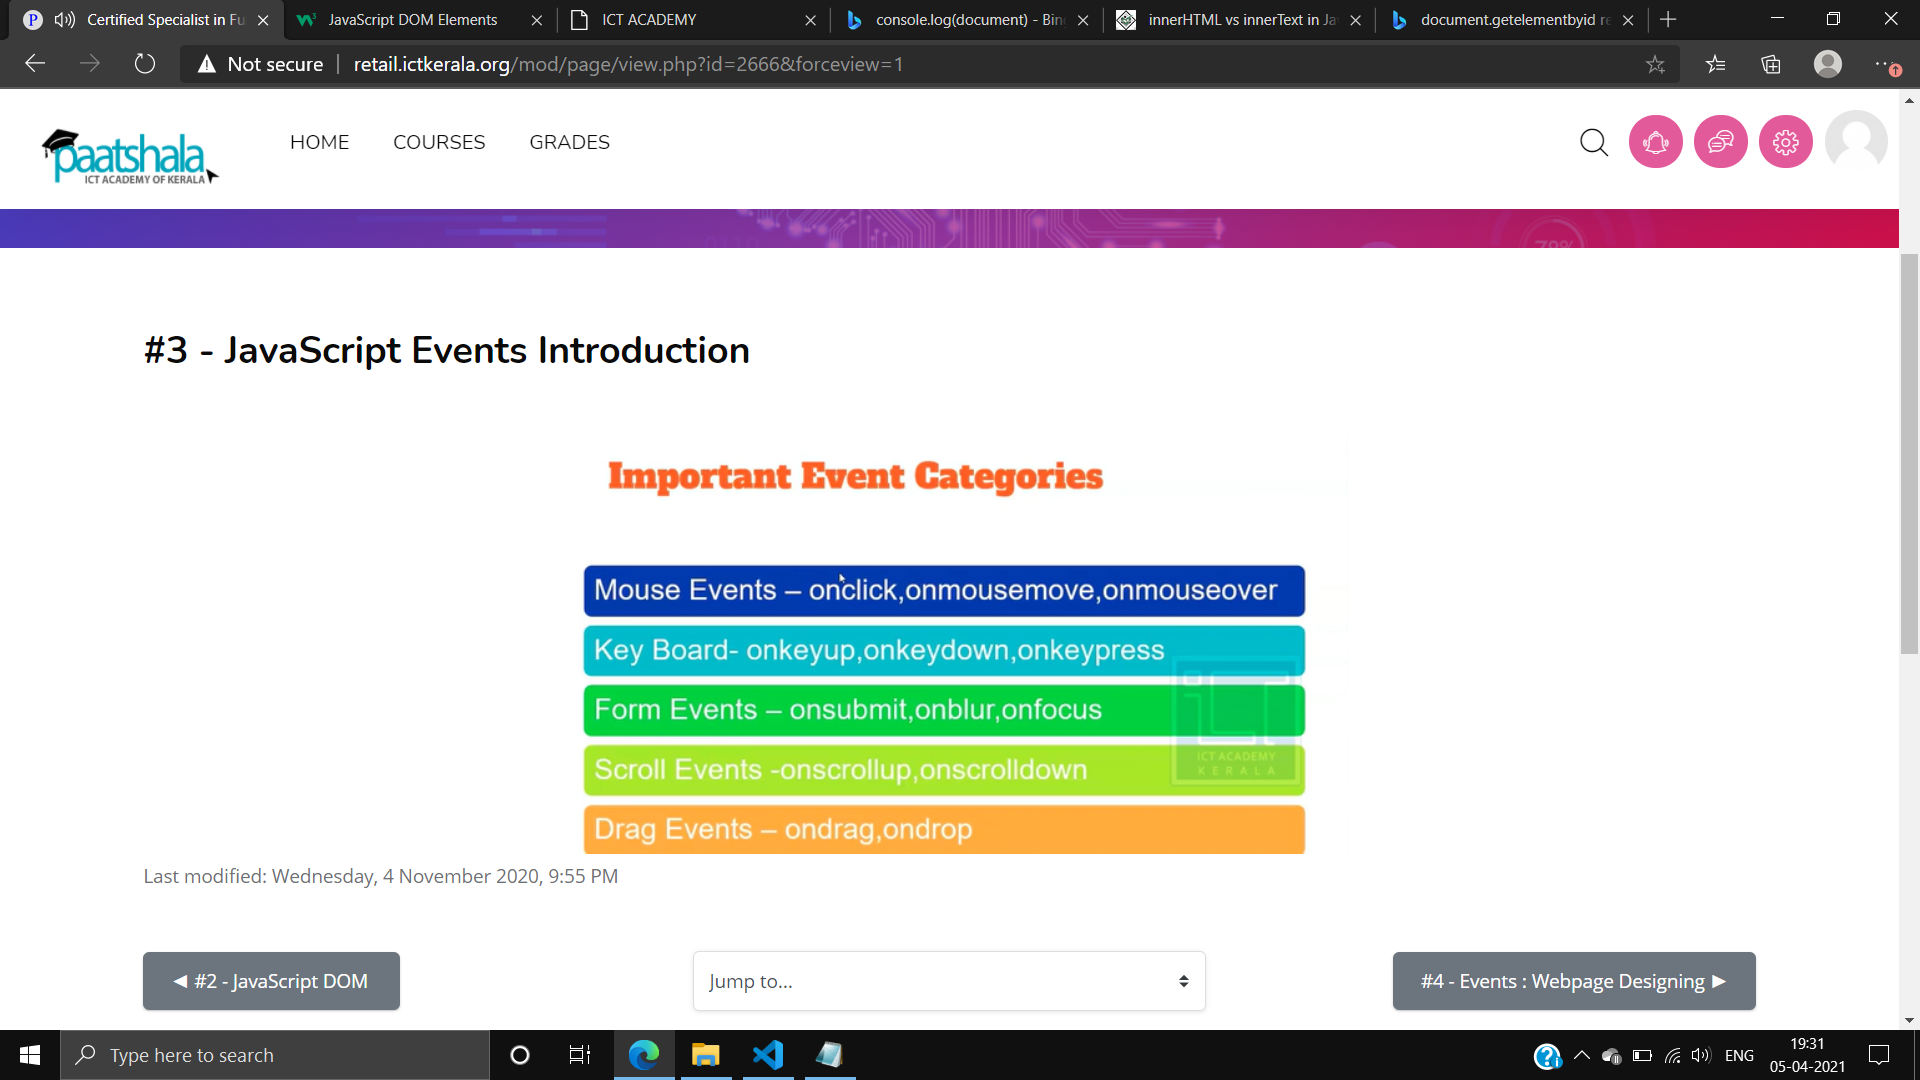 Certified Specialist in Fu
JavaScript DOM Elements
ICT ACADEMY
console.log(document) - Bin
innerHTML vs innerText in Ja
document.getelementbyid re
Not secure
retail.ictkerala.org/mod/page/view.php?id=2666&forceview=1
paatshala
ICT ACADEMY OF KERALA
HOME
COURSES
GRADES
78%
#3 - JavaScript Events Introduction
Important Event Categories
Mouse Events – onclick,onmousemove,onmouseover
Key Board- onkeyup,onkeydown,onkeypress
Form Events – onsubmit,onblur,onfocus
Scroll Events -onscrollup,onscrolldown
Drag Events – ondrag,ondrop
ICT ACADEMY
KERALA
Last modified: Wednesday, 4 November 2020, 9:55 PM
◀ #2 - JavaScript DOM
Jump to...
#4 - Events : Webpage Designing ▶
Type here to search
ENG
19:31
05-04-2021